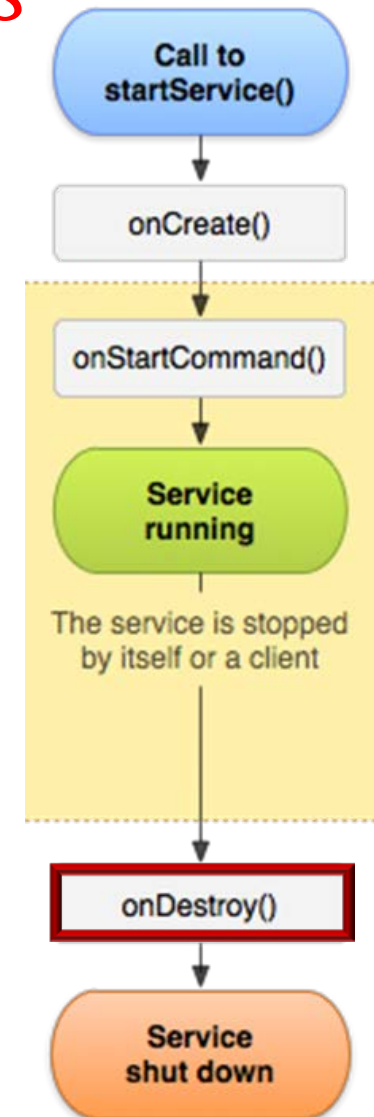 s
Call to
startService()
onCreate()
onStartCommand()
Service
running
The service is stopped
by itself or a client
onDestroy()
Service
shut down